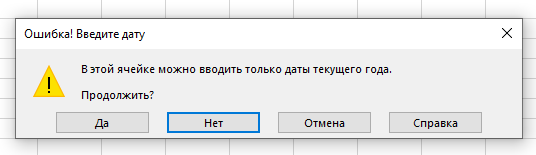 Ошибка! Введите дату
В этой ячейке можно вводить только даты текущего года.
Продолжить?
Да Нет Отмена Справка